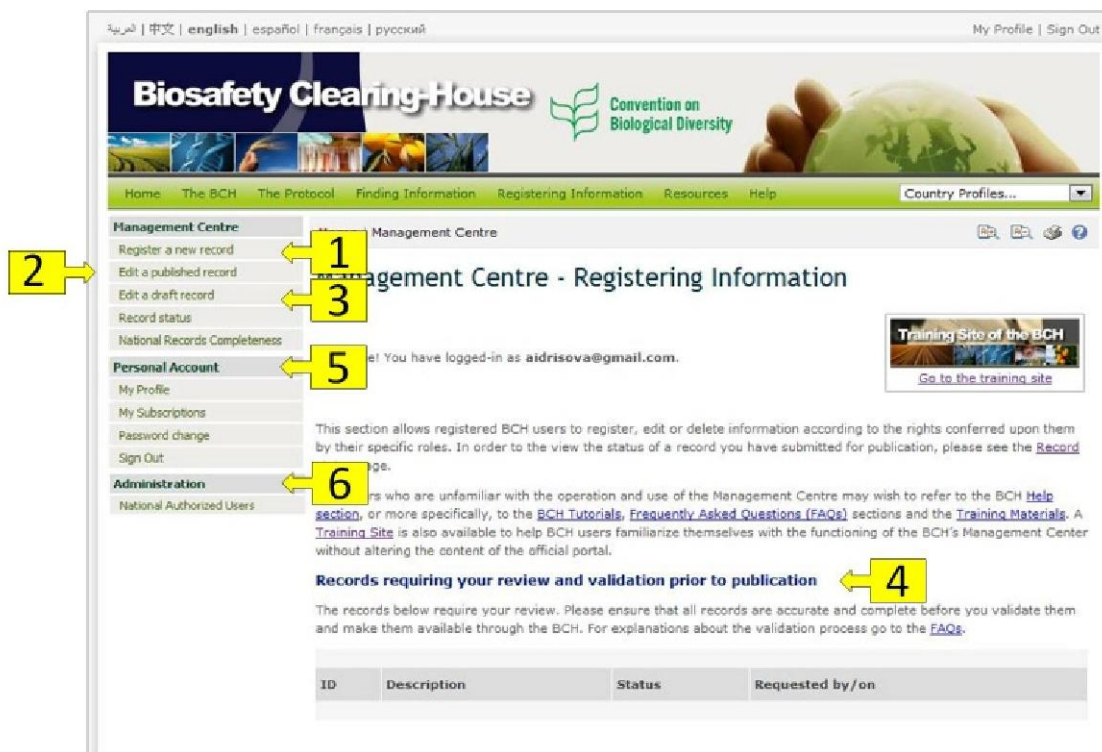 العربية | 中文 | english | español | français | русский
My Profile | Sign Out
Biosafety Clearing-House
Convention on
Biological Diversity
Home The BCH The Protocol Finding Information Registering Information Resources Help Country Profiles...
Management Centre
Register a new record
Edit a published record
Edit a draft record
Record status
National Records Completeness
Personal Account
My Profile
My Subscriptions
Password change
Sign Out
Administration
National Authorized Users
1
2
3
5
6
| Management Centre
Management Centre - Registering Information
Training Site of the BCH
Go to the training site
! You have logged-in as aidrisova@gmail.com.
This section allows registered BCH users to register, edit or delete information according to the rights conferred upon them
by their specific roles. In order to the view the status of a record you have submitted for publication, please see the Record
age.
rs who are unfamiliar with the operation and use of the Management Centre may wish to refer to the BCH Help
section, or more specifically, to the BCH Tutorials, Frequently Asked Questions (FAQs) sections and the Training Materials. A
Training Site is also available to help BCH users familiarize themselves with the functioning of the BCH's Management Center
without altering the content of the official portal.
Records requiring your review and validation prior to publication
4
The records below require your review. Please ensure that all records are accurate and complete before you validate them
and make them available through the BCH. For explanations about the validation process go to the FAQs.
ID Description Status Requested by/on